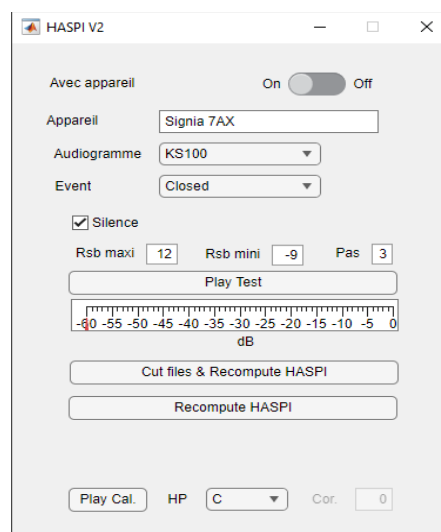 HASPI V2
Avec appareil On Off
Appareil Signia 7AX
Audiogramme KS100
Event Closed
Silence
Rsb maxi 12 Rsb mini -9 Pas 3
Play Test
-60 -55 -50 -45 -40 -35 -30 -25 -20 -15 -10 -5 0
dB
Cut files & Recompute HASPI
Recompute HASPI
Play Cal. HP C Cor. 0